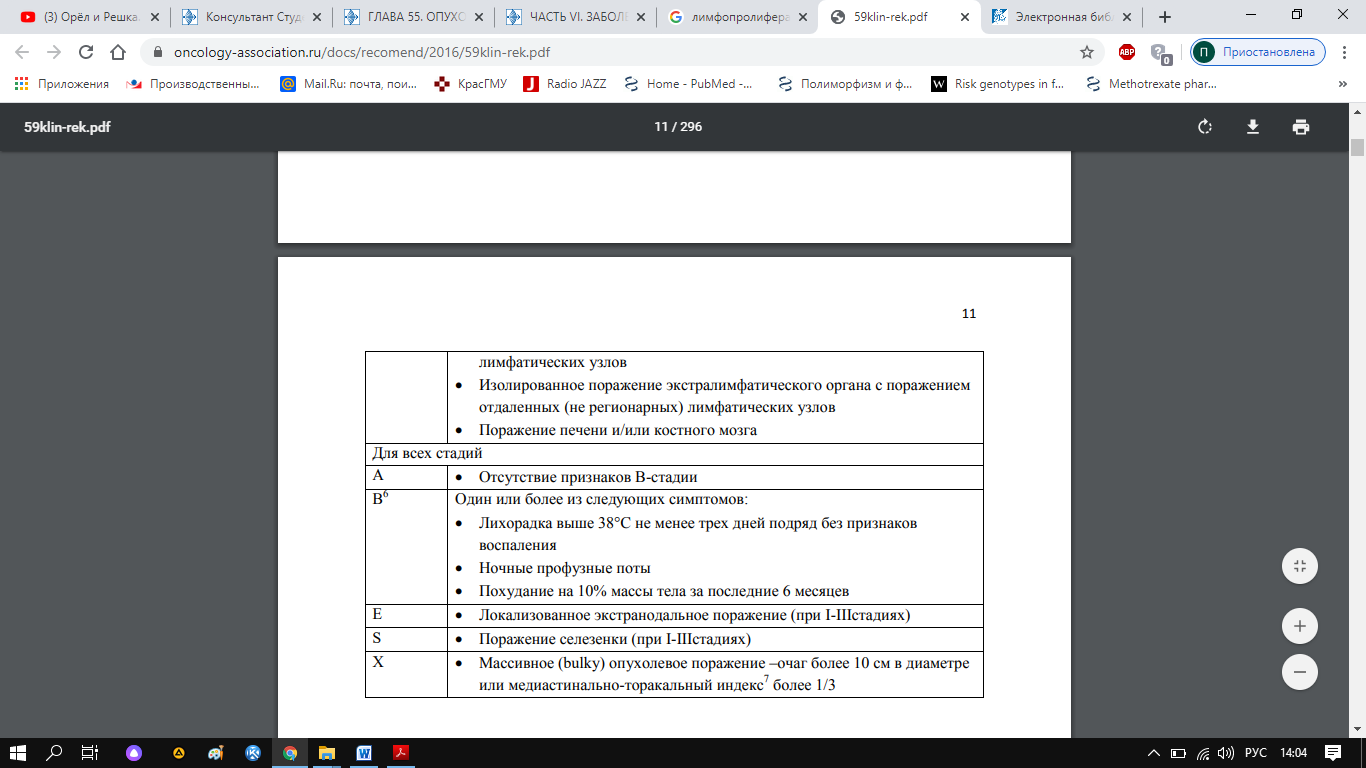 (3) Орёл и Решка.
Консультант Студ
ГЛАВА 55. ОПУХО
ЧАСТЬ VI. ЗАБОЛЕ
лимфопролифера
59klin-rek.pdf
Электронная библ
oncology-association.ru/docs/recomend/2016/59klin-rek.pdf
ABP
0
П Приостановлена
Приложения
Производственны...
Mail.Ru: почта, пои...
КрасГМУ
Radio JAZZ
Home - PubMed -...
Полиморфизм и ф...
W Risk genotypes in f...
Methotrexate phar...
»
59klin-rek.pdf
11 / 296
11
лимфатических узлов
• Изолированное поражение экстралимфатического органа с поражением
отдаленных (не регионарных) лимфатических узлов
• Поражение печени и/или костного мозга
Для всех стадий
A • Отсутствие признаков В-стадии
B6 Один или более из следующих симптомов:
• Лихорадка выше 38°C не менее трех дней подряд без признаков
воспаления
• Ночные профузные поты
• Похудание на 10% массы тела за последние 6 месяцев
E • Локализованное экстранодальное поражение (при I-IIIстадиях)
S • Поражение селезенки (при I-IIIстадиях)
X • Массивное (bulky) опухолевое поражение –очаг более 10 см в диаметре
или медиастинально-торакальный индекс7 более 1/3
РУС
14:04